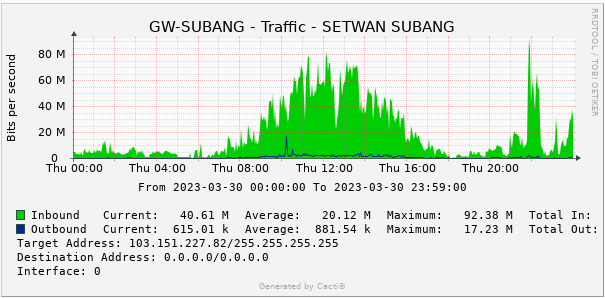 GW-SUBANG - Traffic - SETWAN SUBANG
RRDTOOL / TOBI OETIKER
Bits per second
80 M
60 M
40 M
20 M
0
Thu 00:00 Thu 04:00 Thu 08:00 Thu 12:00 Thu 16:00 Thu 20:00
From 2023-03-30 00:00:00 To 2023-03-30 23:59:00
Inbound Current: 40.61 M Average: 20.12 M Maximum: 92.38 M Total In:
Outbound Current: 615.01 k Average: 881.54 k Maximum: 17.23 M Total Out:
Target Address: 103.151.227.82/255.255.255.255
Destination Address: 0.0.0.0/0.0.0.0
Interface: 0
Generated by Cacti®